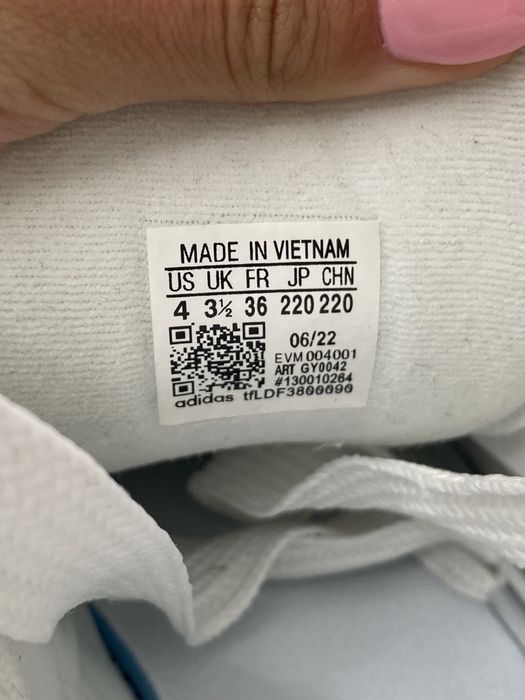 MADE IN VIETNAM
US UK FR JP CHN
4 3½ 36 220 220
06/22
EVM 004001
ART GY0042
#130010264
adidas tfLDF3800090